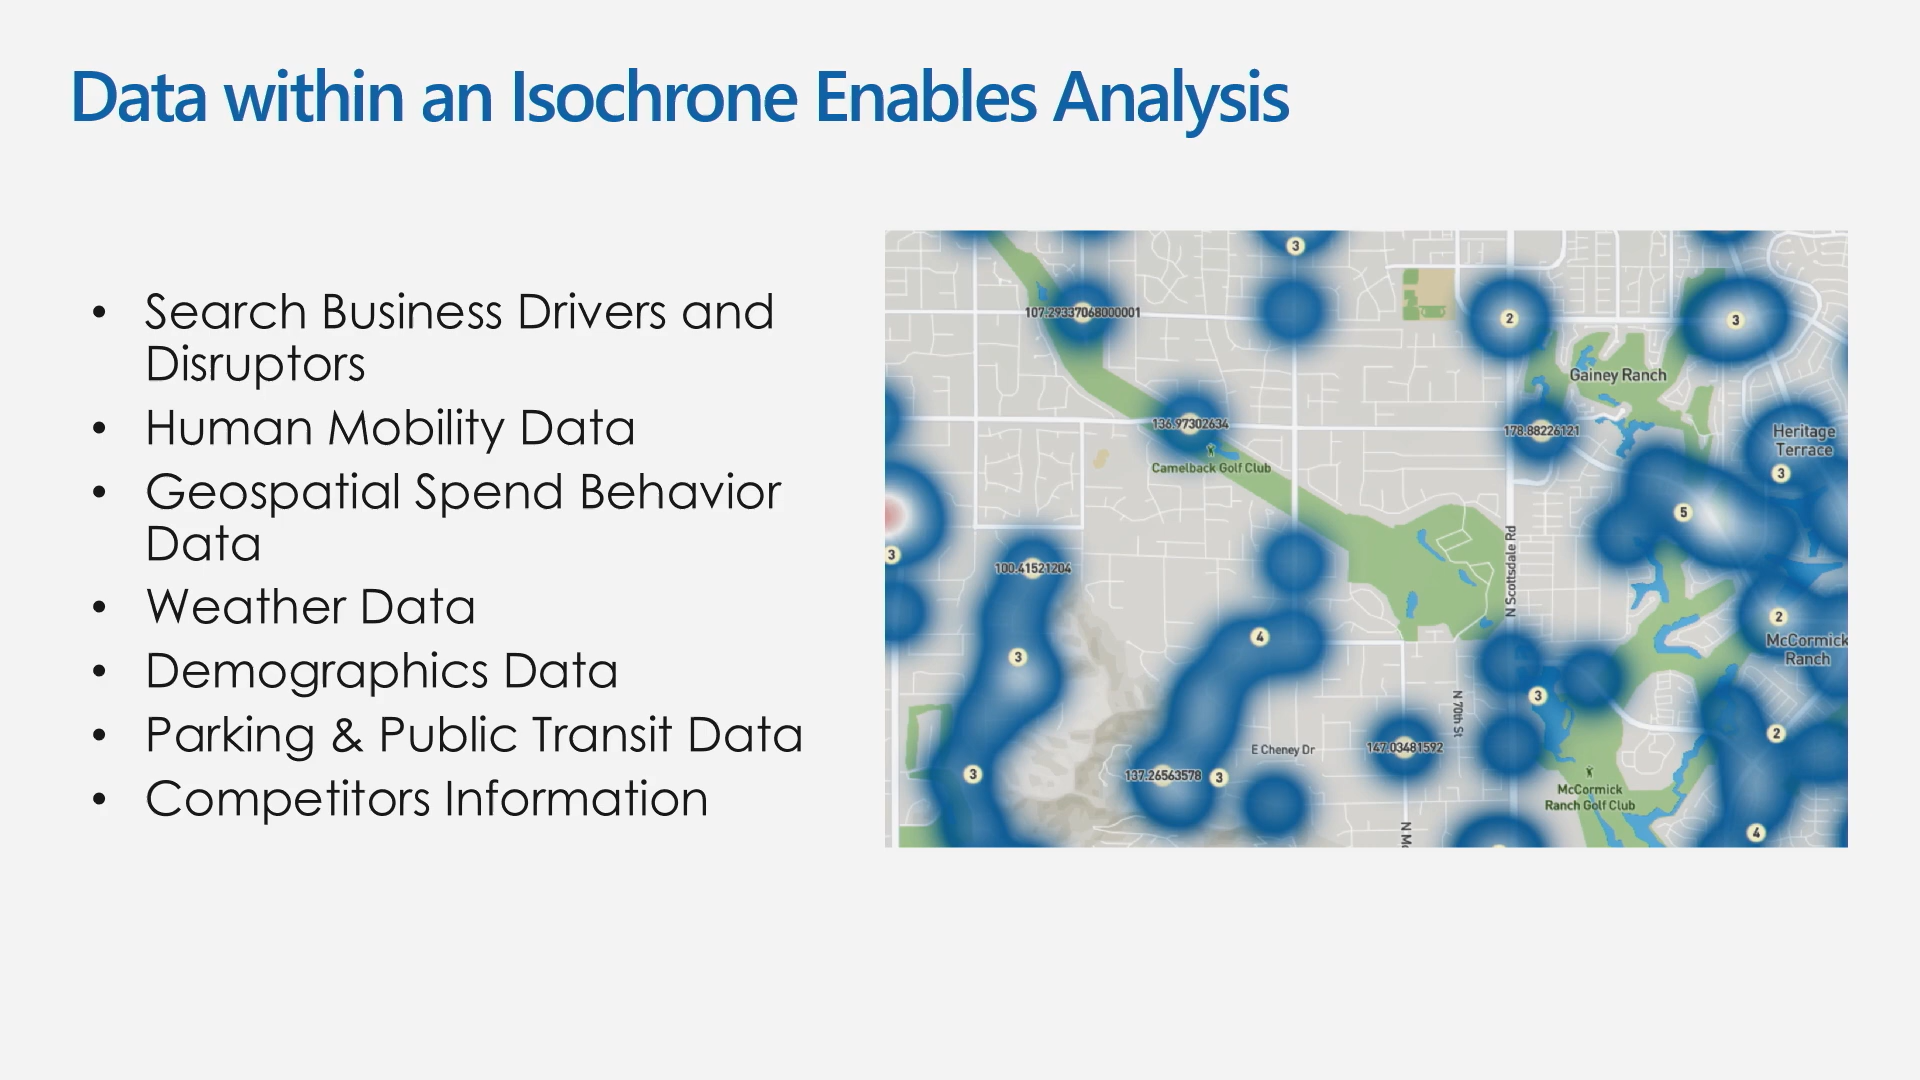 Data within an Isochrone Enables Analysis
• Search Business Drivers and
Disruptors
• Human Mobility Data
• Geospatial Spend Behavior
Data
• Weather Data
• Demographics Data
• Parking & Public Transit Data
• Competitors Information
3
107.29337068000001
2
3
Gainey Ranch
136.97302634
178.88226121
Heritage
Terrace
Camelback Golf Club
3
5
3
100.41521204
N Scottsdale Rd
4
2
McCormick
Ranch
3
3
N 70th St
2
E Cheney Dr
147.03481592
3
137.26563578
3
McCormick
Ranch Golf Club
4